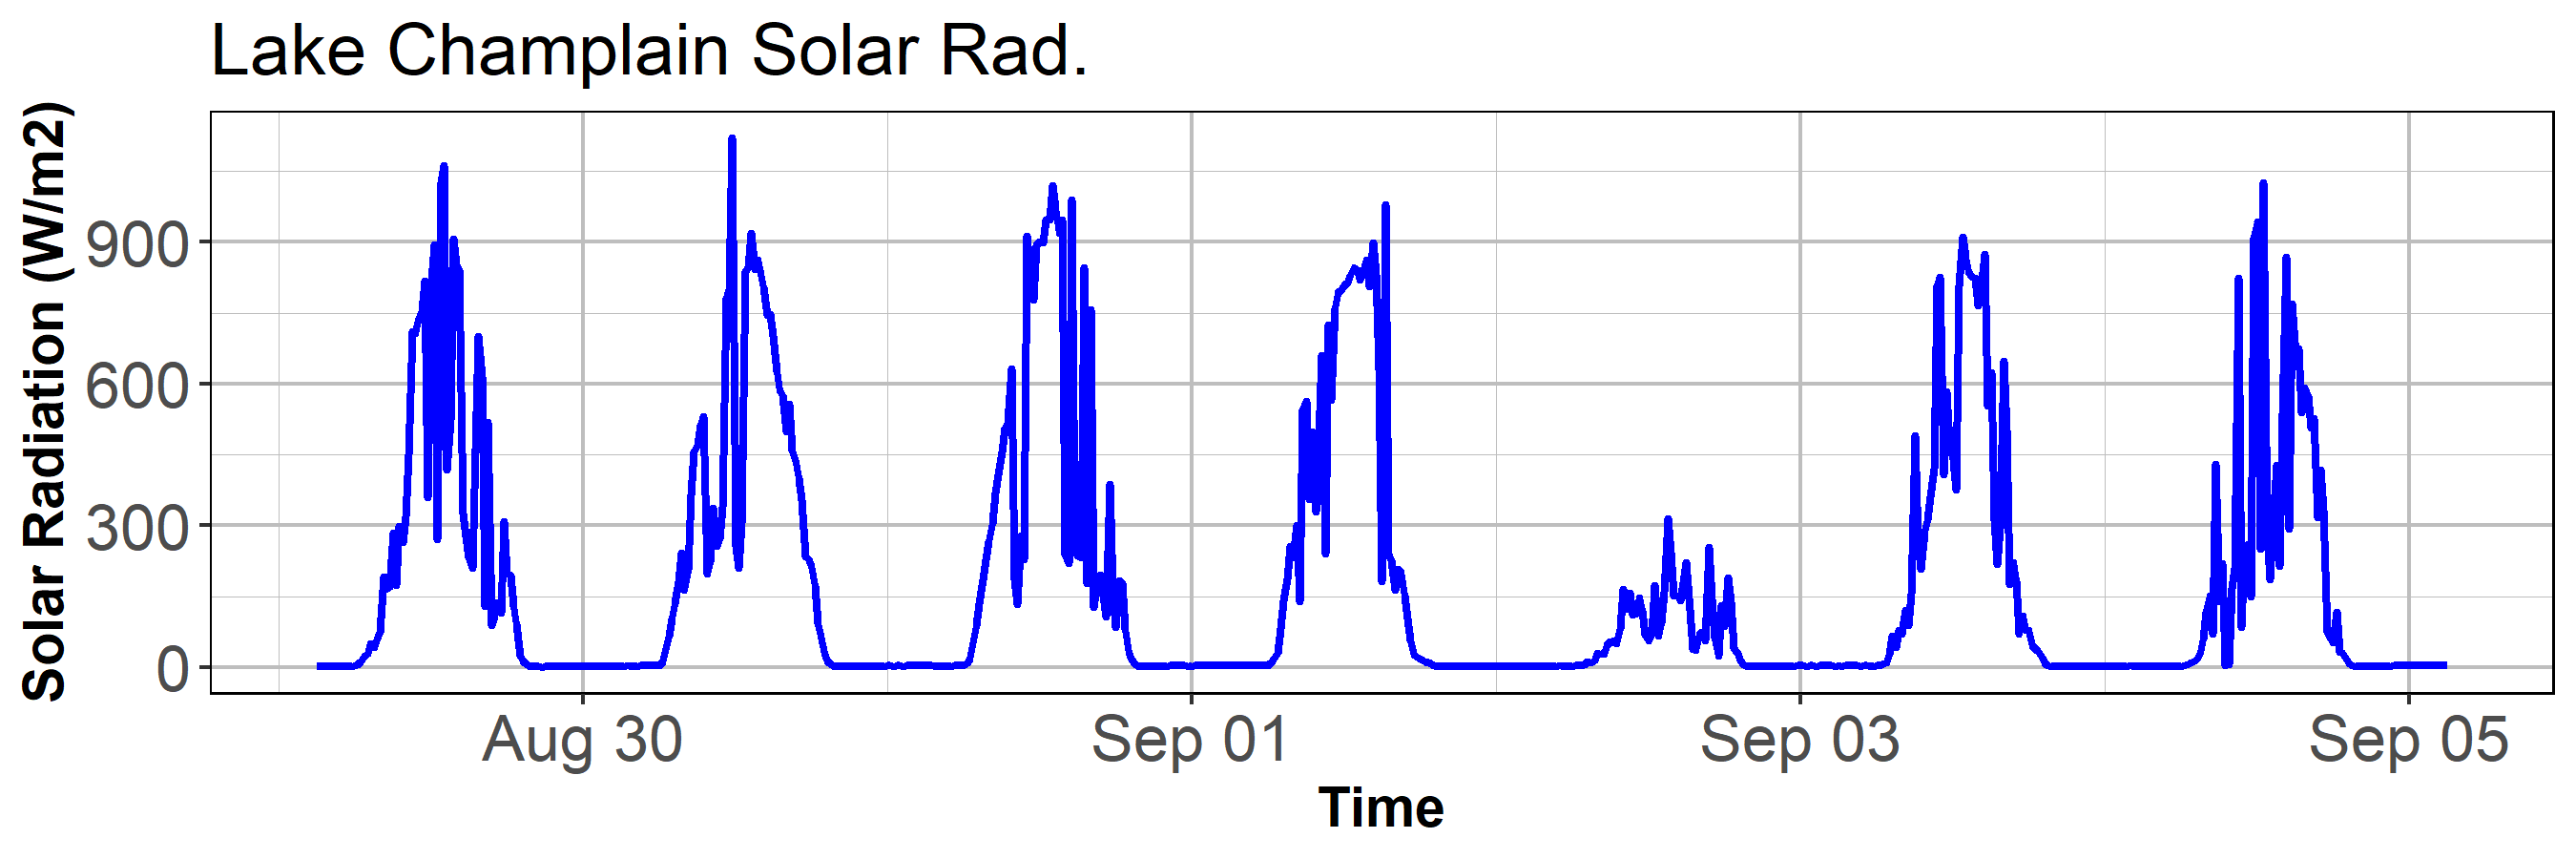 Lake Champlain Solar Rad.
Solar Radiation (W/m2)
900
600
300
0
Aug 30
Sep 01
Sep 03
Sep 05
Time